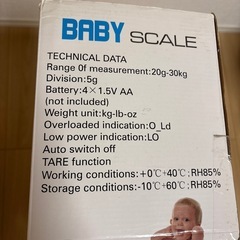 BABY SCALE
TECHNICAL DATA
Range 0f measurement:20g-30kg
Division:5g
Battery:4×1.5V AA
(not included)
Weight unit:kg-lb-oz
Overloaded indication:O_Ld
Low power indication:LO
Auto switch off
TARE function
Working conditions:+0℃+40℃;RH85%
Storage conditions:-10℃+60℃;RH85%